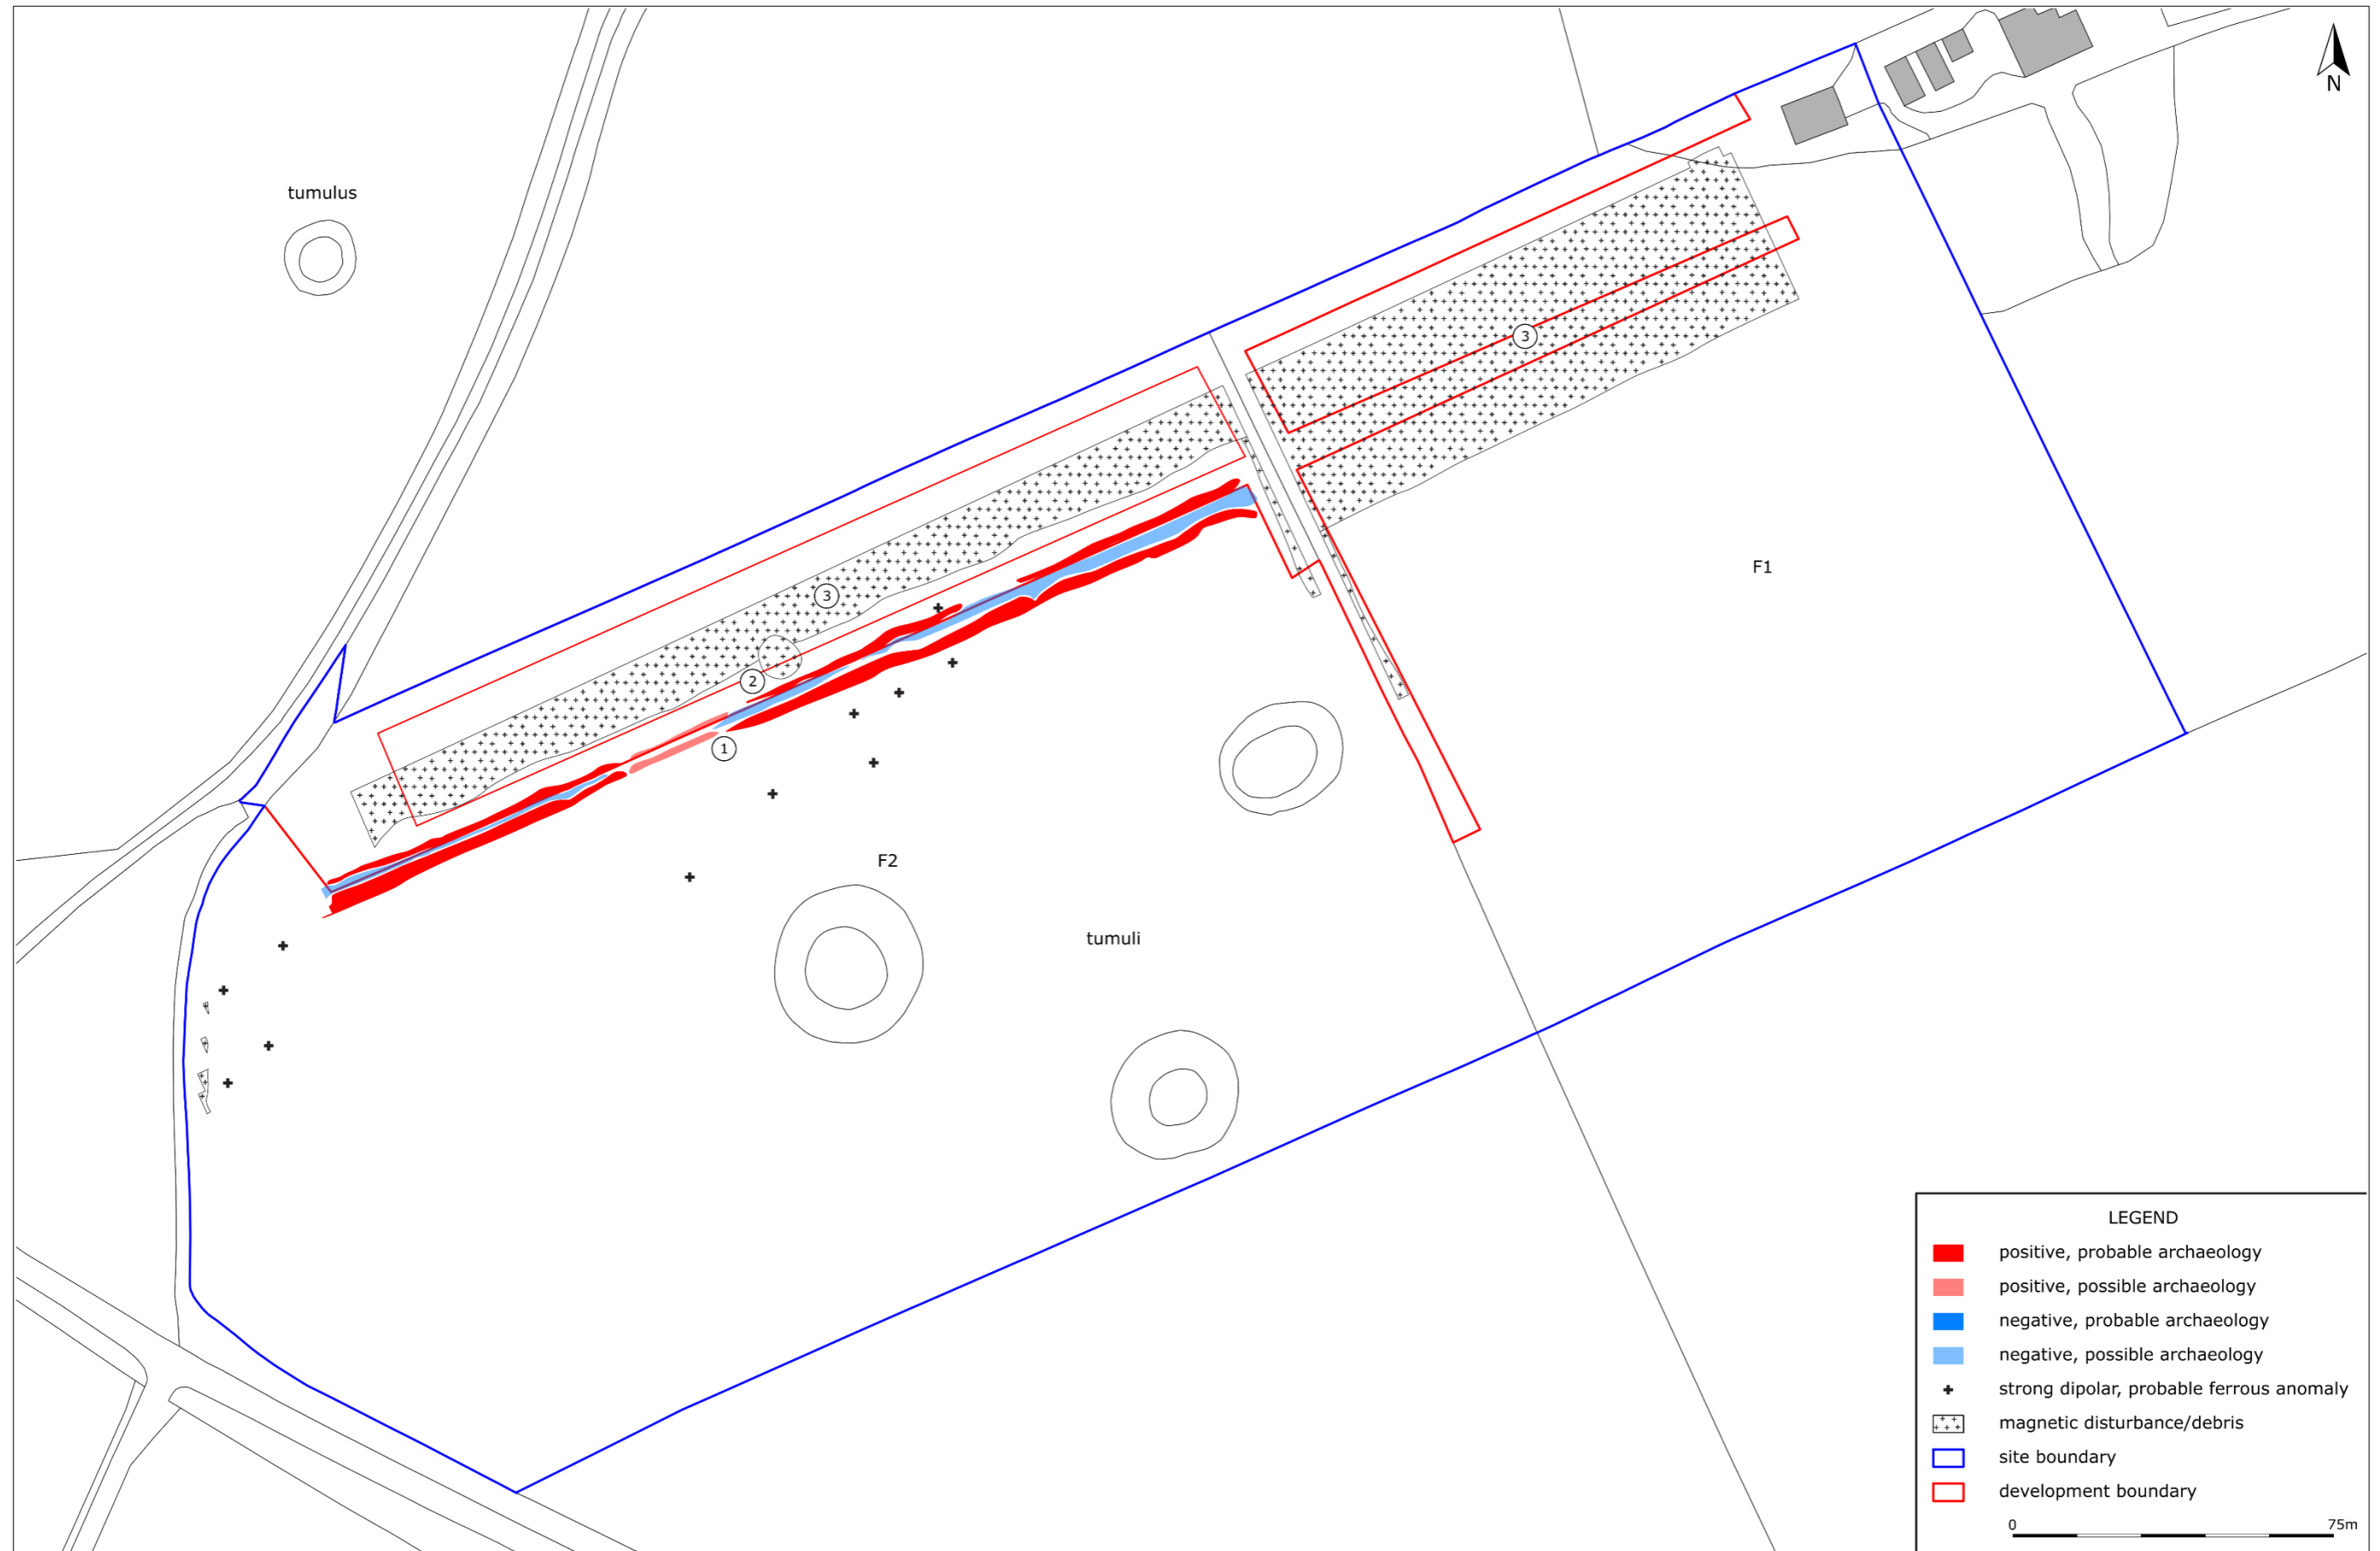 N
tumulus
3
F1
3
2
1
F2
tumuli
LEGEND
positive, probable archaeology
positive, possible archaeology
negative, probable archaeology
negative, possible archaeology
strong dipolar, probable ferrous anomaly
magnetic disturbance/debris
site boundary
development boundary
0 75m